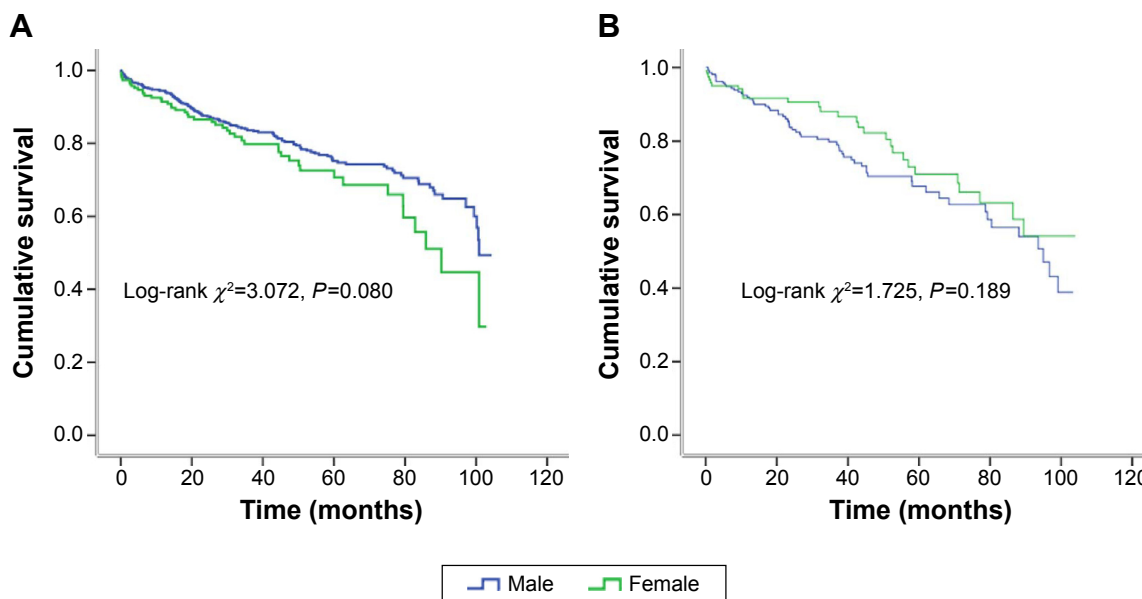 A
Cumulative survival
1.0
0.8
0.6
0.4
0.2
0.0
Log-rank χ²=3.072, P=0.080
0 20 40 60 80 100 120
Time (months)
B
Cumulative survival
1.0
0.8
0.6
0.4
0.2
0.0
Log-rank χ²=1.725, P=0.189
0 20 40 60 80 100 120
Time (months)
Male Female